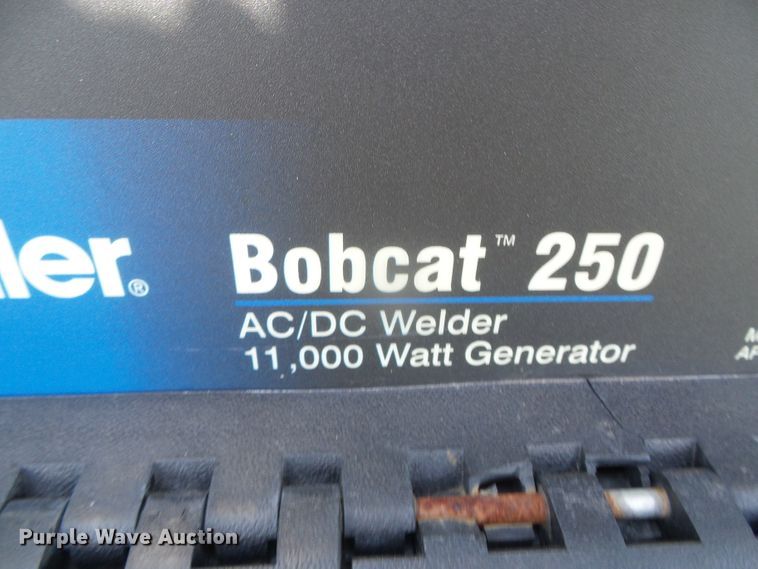 ller®
Bobcat™ 250
AC/DC Welder
11,000 Watt Generator
Purple Wave Auction®